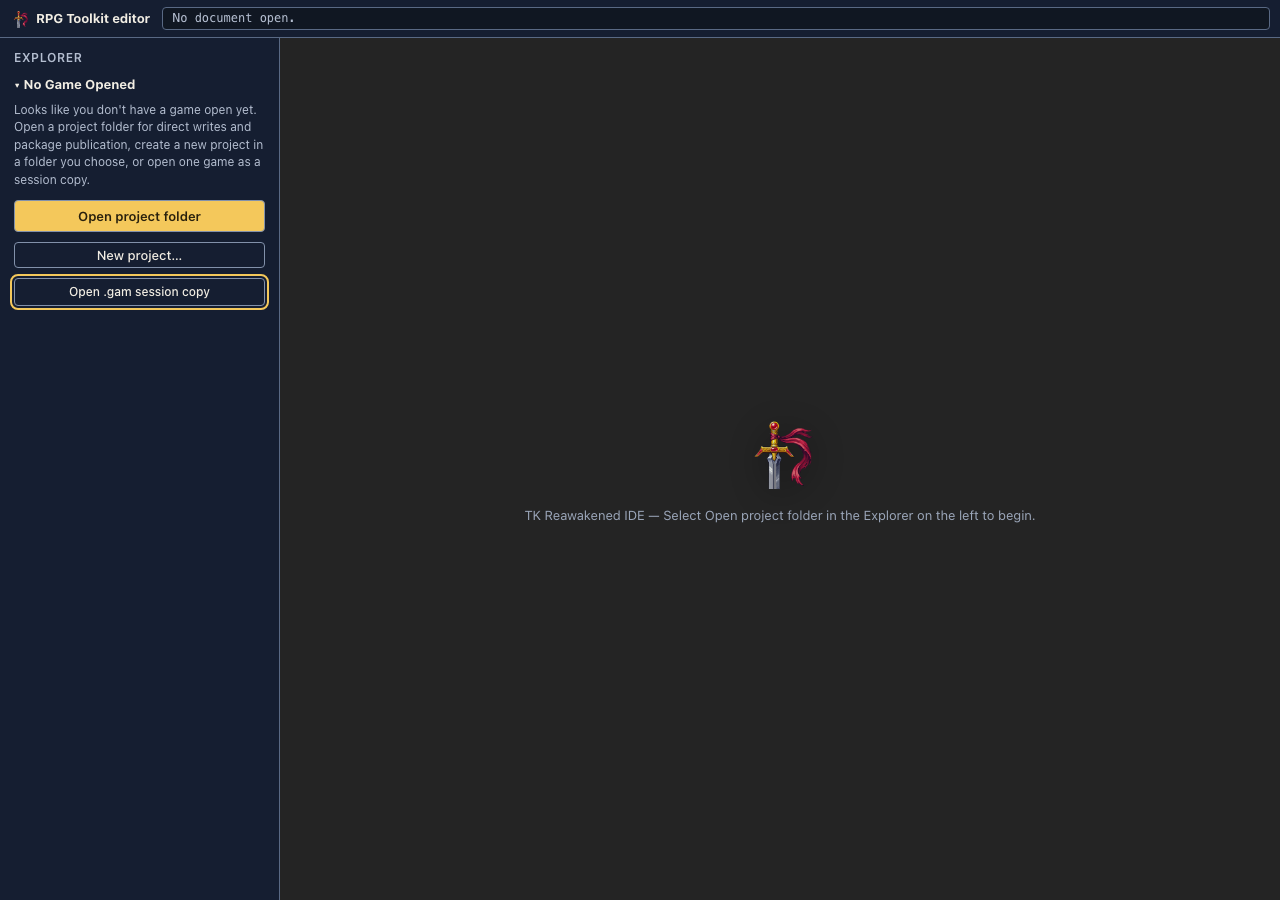 RPG Toolkit editor
No document open.
EXPLORER
▾ No Game Opened
Looks like you don't have a game open yet.
Open a project folder for direct writes and
package publication, create a new project in
a folder you choose, or open one game as a
session copy.
Open project folder
New project...
Open .gam session copy
TK Reawakened IDE — Select Open project folder in the Explorer on the left to begin.